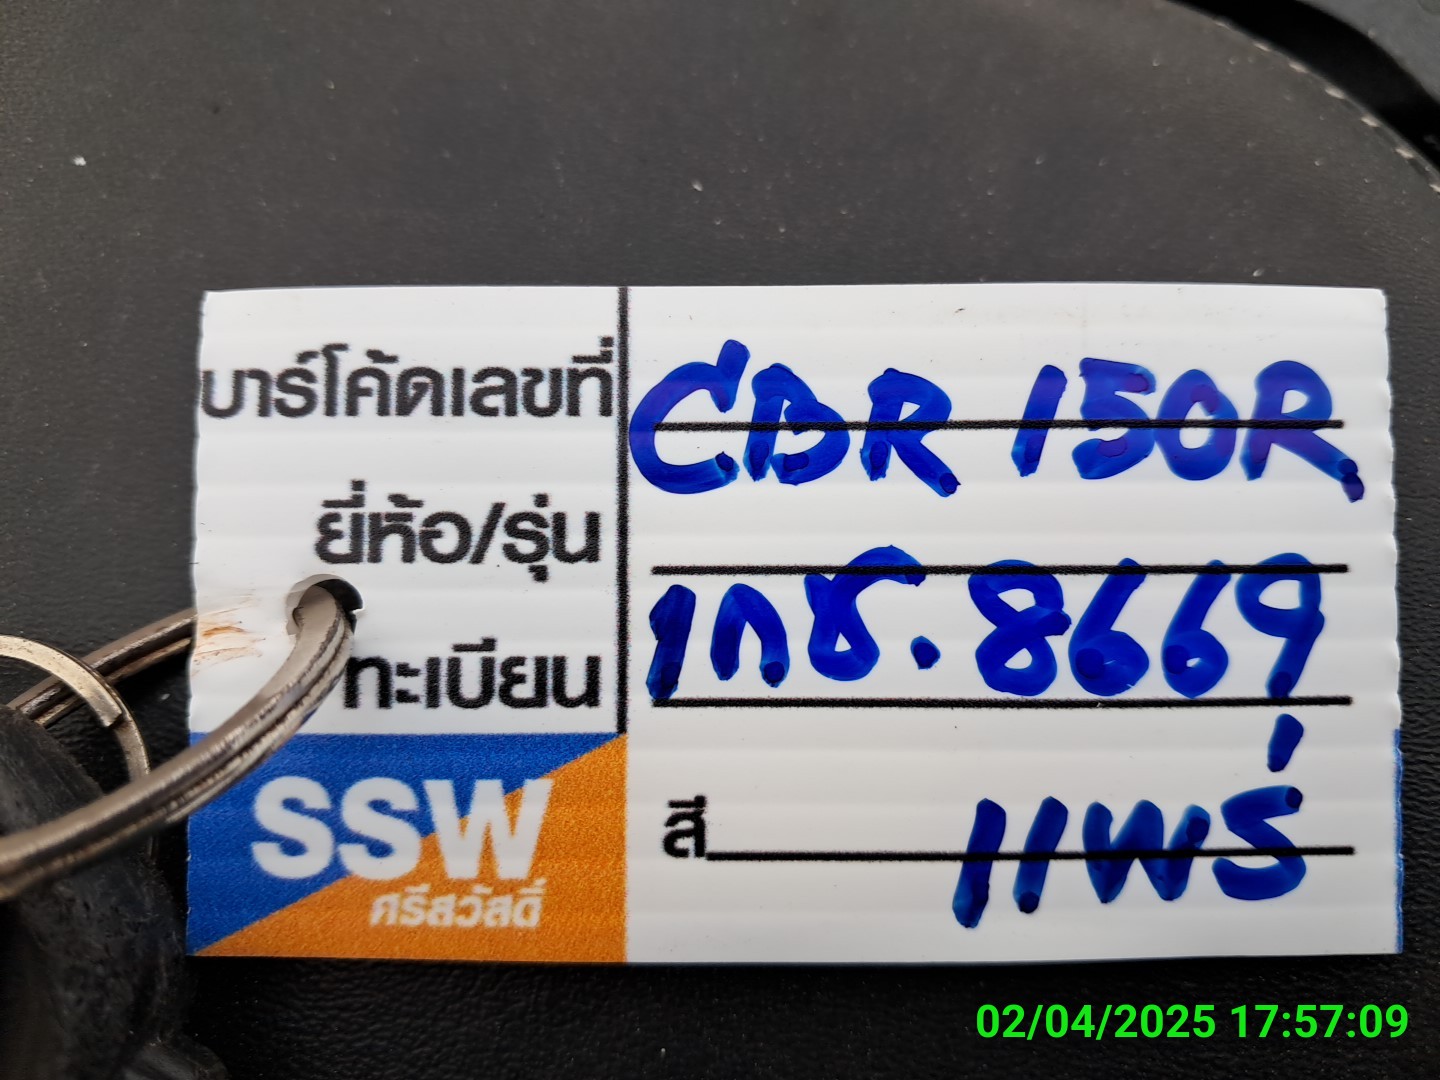 บาร์โค้ดเลขที่ CBR 150R
ยี่ห้อ/รุ่น
ทะเบียน 1กช.8669
สี แพร่
SSW
ศรีสวัสดิ์
02/04/2025 17:57:09